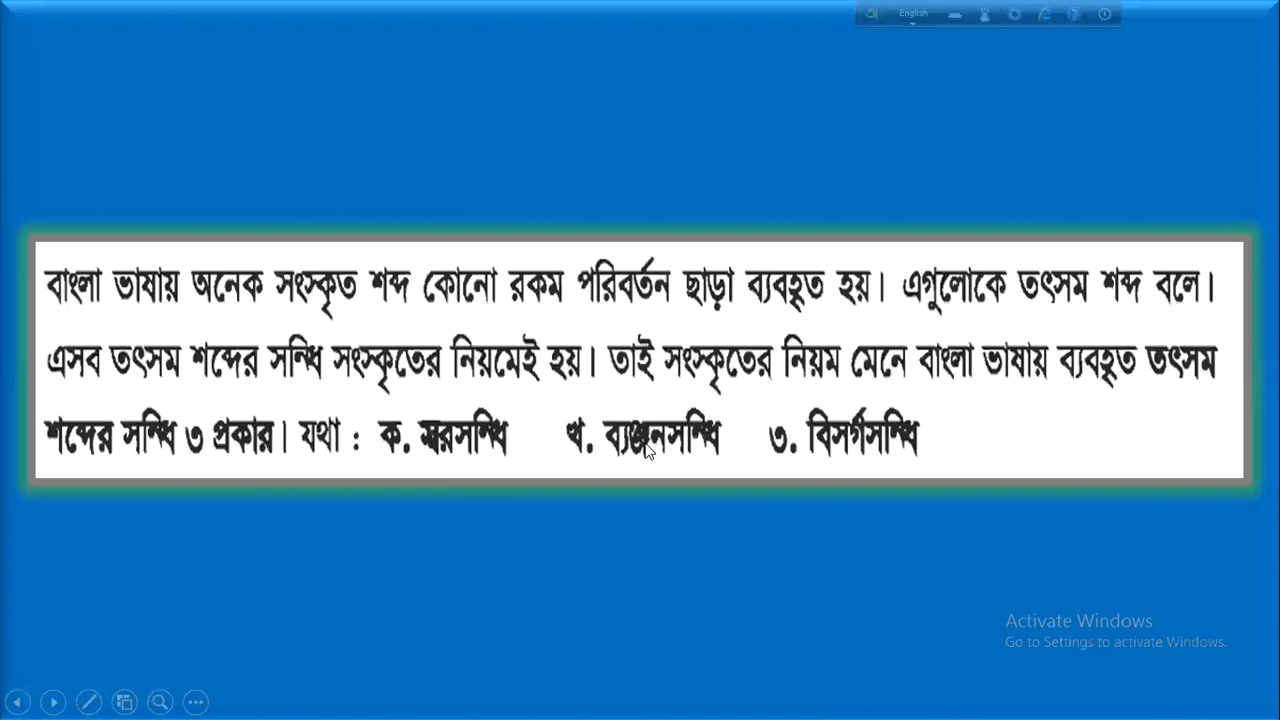 English
বাংলা ভাষায় অনেক সংস্কৃত শব্দ কোনো রকম পরিবর্তন ছাড়া ব্যবহৃত হয়। এগুলোকে তৎসম শব্দ বলে।
এসব তৎসম শব্দের সন্ধি সংস্কৃতের নিয়মেই হয়। তাই সংস্কৃতের নিয়ম মেনে বাংলা ভাষায় ব্যবহৃত তৎসম
শব্দের সন্ধি ৩ প্রকার। যথা : ক. স্বরসন্ধি খ. ব্যঞ্জনসন্ধি ৩. বিসর্গসন্ধি
Activate Windows
Go to Settings to activate Windows.